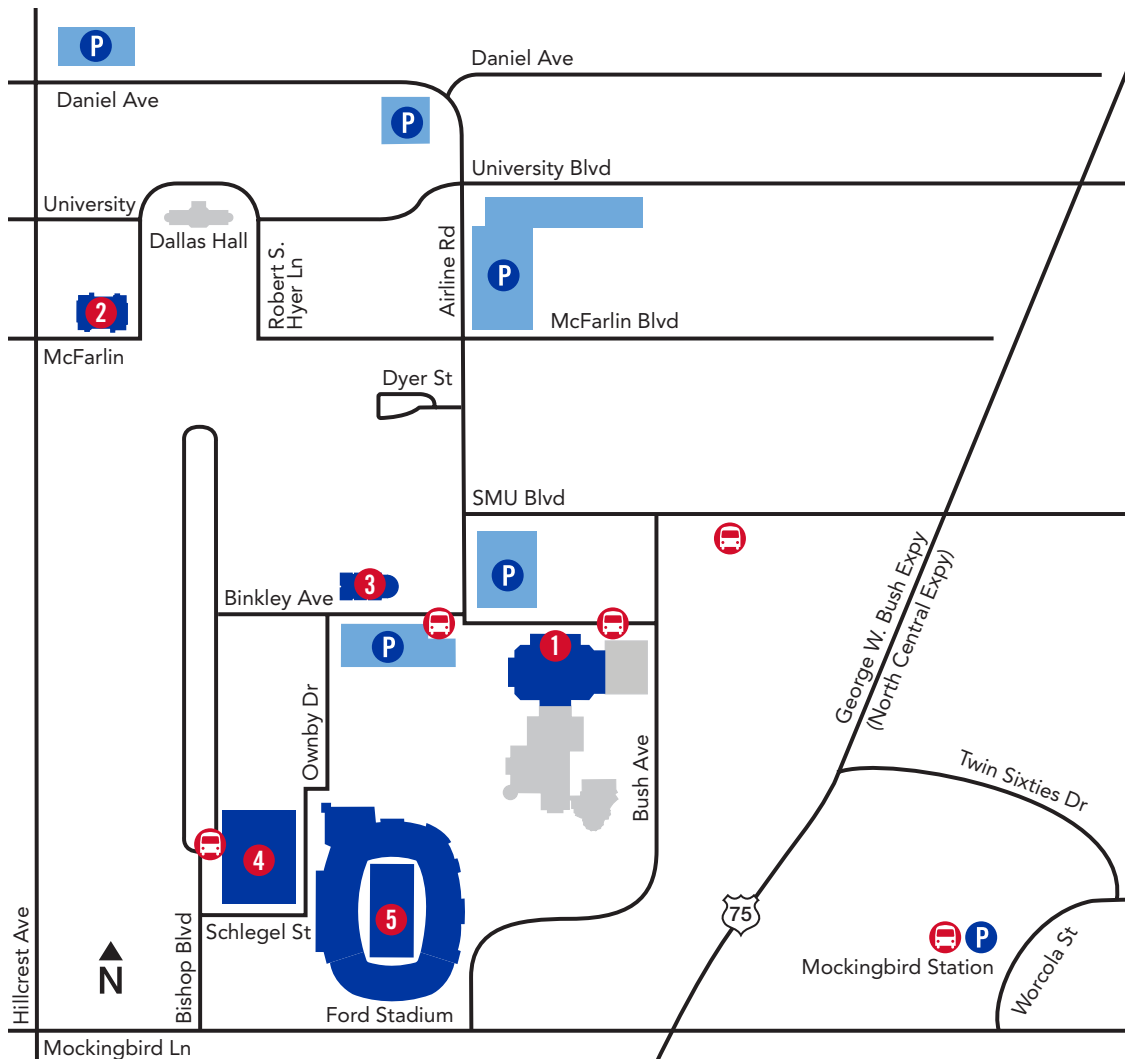 P
Daniel Ave
Daniel Ave
P
University Blvd
University
Dallas Hall
Robert S.
Hyer Ln
Airline Rd
P
2
McFarlin Blvd
McFarlin
Dyer St
SMU Blvd
George W. Bush Expy
(North Central Expy)
P
3
Binkley Ave
P
1
Ownby Dr
Bush Ave
Twin Sixties Dr
4
5
75
Schlegel St
Hillcrest Ave
N
Bishop Blvd
Ford Stadium
P
Mockingbird Station
Worcola St
Mockingbird Ln